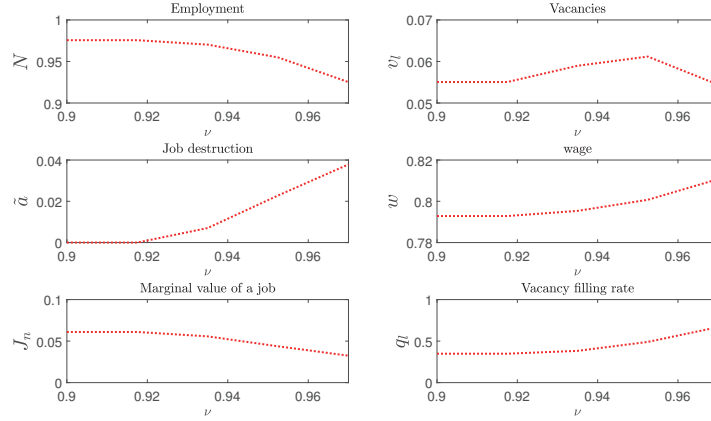 Employment
N
1
0.95
0.9
0.9 0.92 0.94 0.96
ν
Vacancies
v_l
0.07
0.06
0.05
0.9 0.92 0.94 0.96
ν
Job destruction
ã
0.04
0.02
0
0.9 0.92 0.94 0.96
ν
wage
w
0.82
0.8
0.78
0.9 0.92 0.94 0.96
ν
Marginal value of a job
J_n
0.1
0.05
0
0.9 0.92 0.94 0.96
ν
Vacancy filling rate
q_l
1
0.5
0
0.9 0.92 0.94 0.96
ν